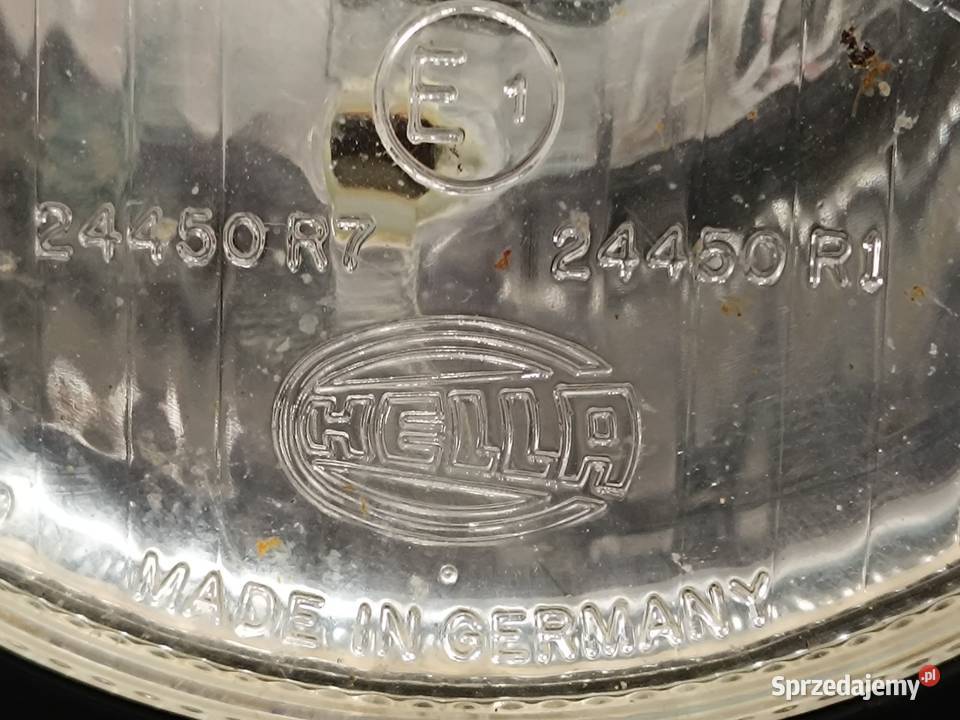 E 1
24450 R7 24450 R1
HELLA
MADE IN GERMANY
Sprzedajemy.pl